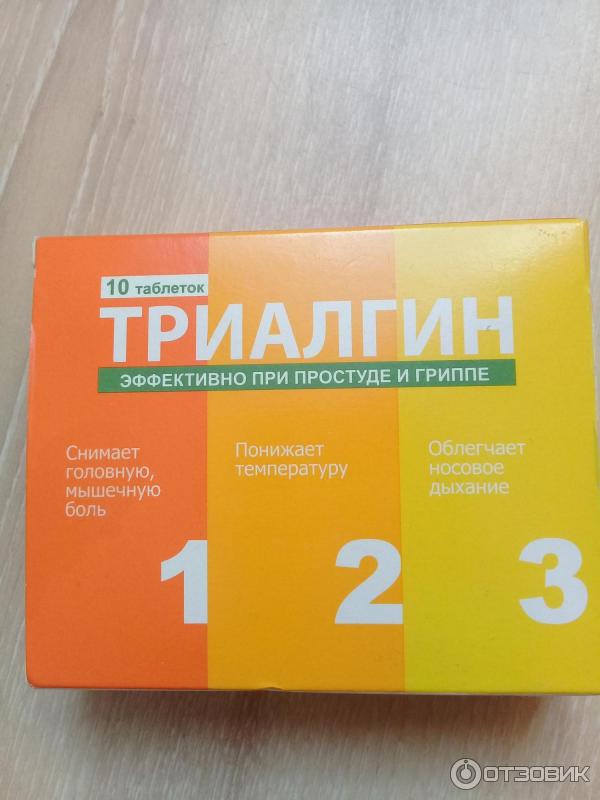 10 таблеток
ТРИАЛГИН
ЭФФЕКТИВНО ПРИ ПРОСТУДЕ И ГРИППЕ
Снимает
головную,
мышечную
боль
1
Понижает
температуру
2
Облегчает
носовое
дыхание
3
ОТЗОВИК